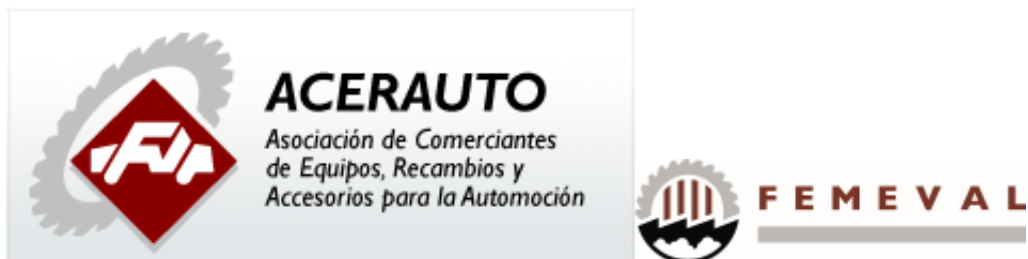 ACERAUTO
Asociación de Comerciantes
de Equipos, Recambios y
Accesorios para la Automoción
FEMEVAL